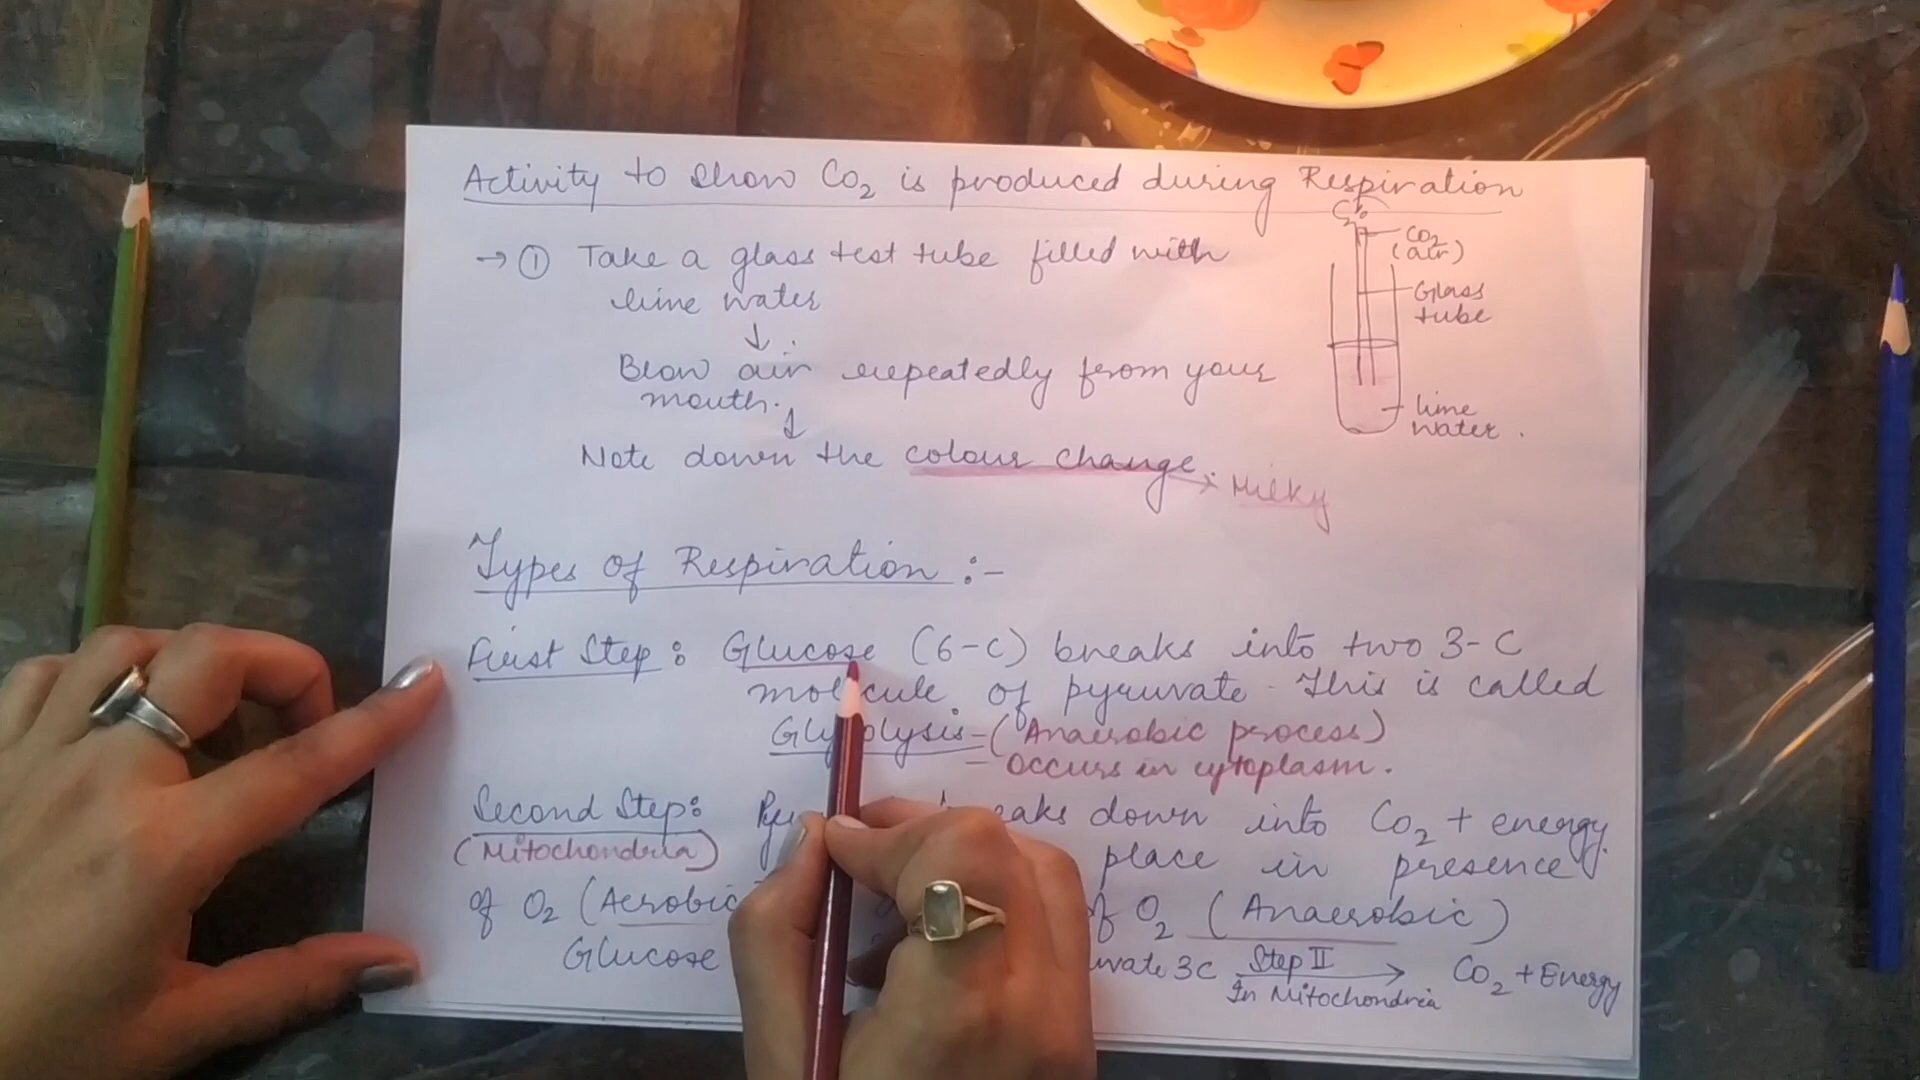 Activity to show CO2 is produced during Respiration
→ ① Take a glass test tube filled with
lime water
↓
Blow air repeatedly from your
mouth.
↓
Note down the colour change.
→ Milky
CO2
(air)
Glass
tube
lime
water.
Types of Respiration :-
First Step : Glucose (6-C) breaks into two 3-C
molecule of pyruvate. This is called
Glycolysis - (Anaerobic process)
- Occurs in cytoplasm.
Second Step: down into CO2 + energy.
(Mitochondria) place in presence
of O2 (Aerobic of O2 (Anaerobic)
Glucose 3C Step II → CO2 + Energy
In Mitochondria